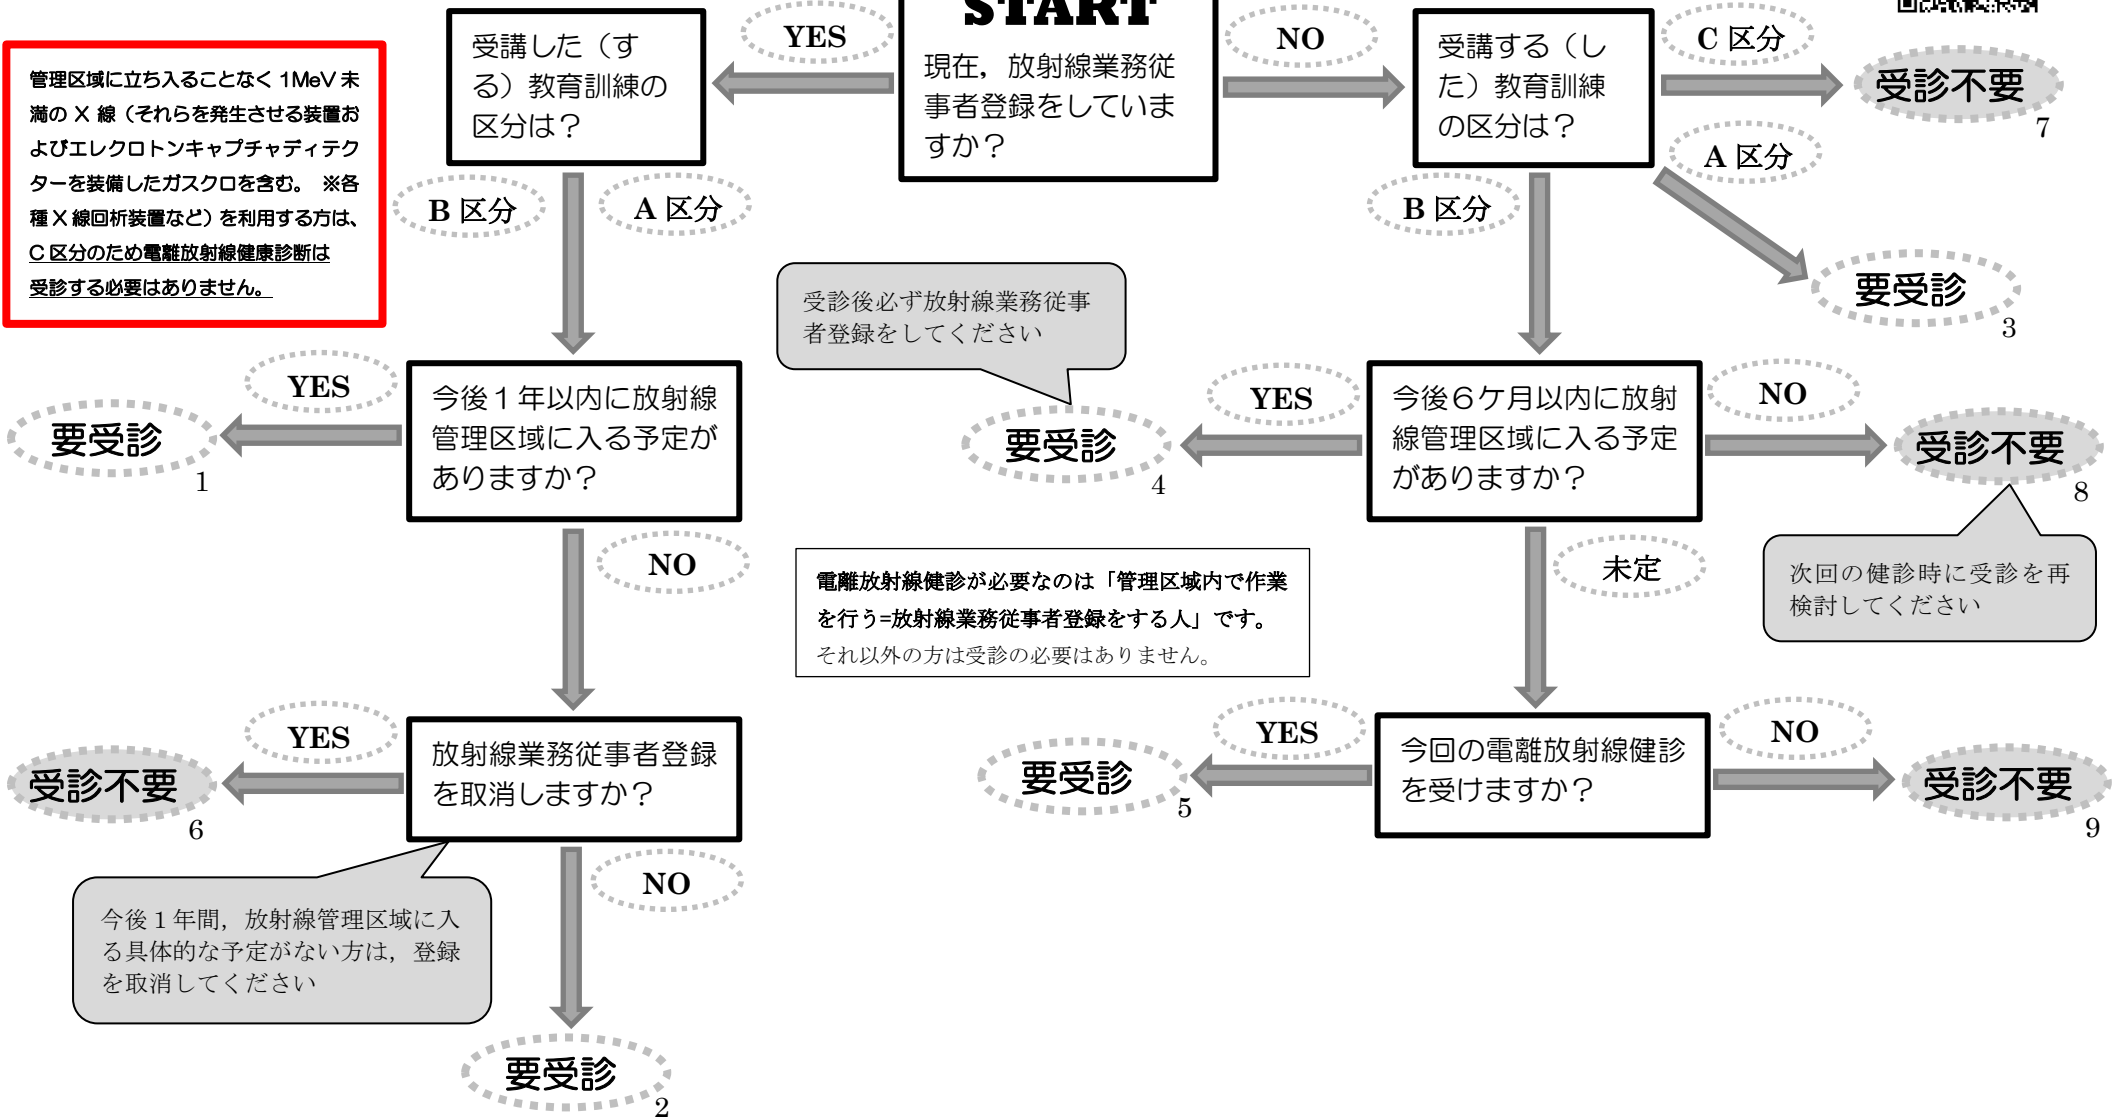 START
現在，放射線業務従
事者登録をしていま
すか？
YES
NO
受講した（す
る）教育訓練の
区分は？
受講する（し
た）教育訓練
の区分は？
C 区分
受診不要
7
A 区分
要受診
3
B 区分
管理区域に立ち入ることなく 1MeV 未
満の X 線（それらを発生させる装置お
よびエレクロトンキャプチャディテク
ターを装備したガスクロを含む。 ※各
種 X 線回析装置など）を利用する方は、
C 区分のため電離放射線健康診断は
受診する必要はありません。
B 区分
A 区分
受診後必ず放射線業務従事
者登録をしてください
YES
要受診
1
今後１年以内に放射線
管理区域に入る予定が
ありますか？
YES
要受診
4
今後６ケ月以内に放射
線管理区域に入る予定
がありますか？
NO
受診不要
8
次回の健診時に受診を再
検討してください
NO
電離放射線健診が必要なのは「管理区域内で作業
を行う=放射線業務従事者登録をする人」です。
それ以外の方は受診の必要はありません。
未定
YES
受診不要
6
放射線業務従事者登録
を取消しますか？
YES
要受診
5
今回の電離放射線健診
を受けますか？
NO
受診不要
9
今後１年間，放射線管理区域に入
る具体的な予定がない方は，登録
を取消してください
NO
要受診
2